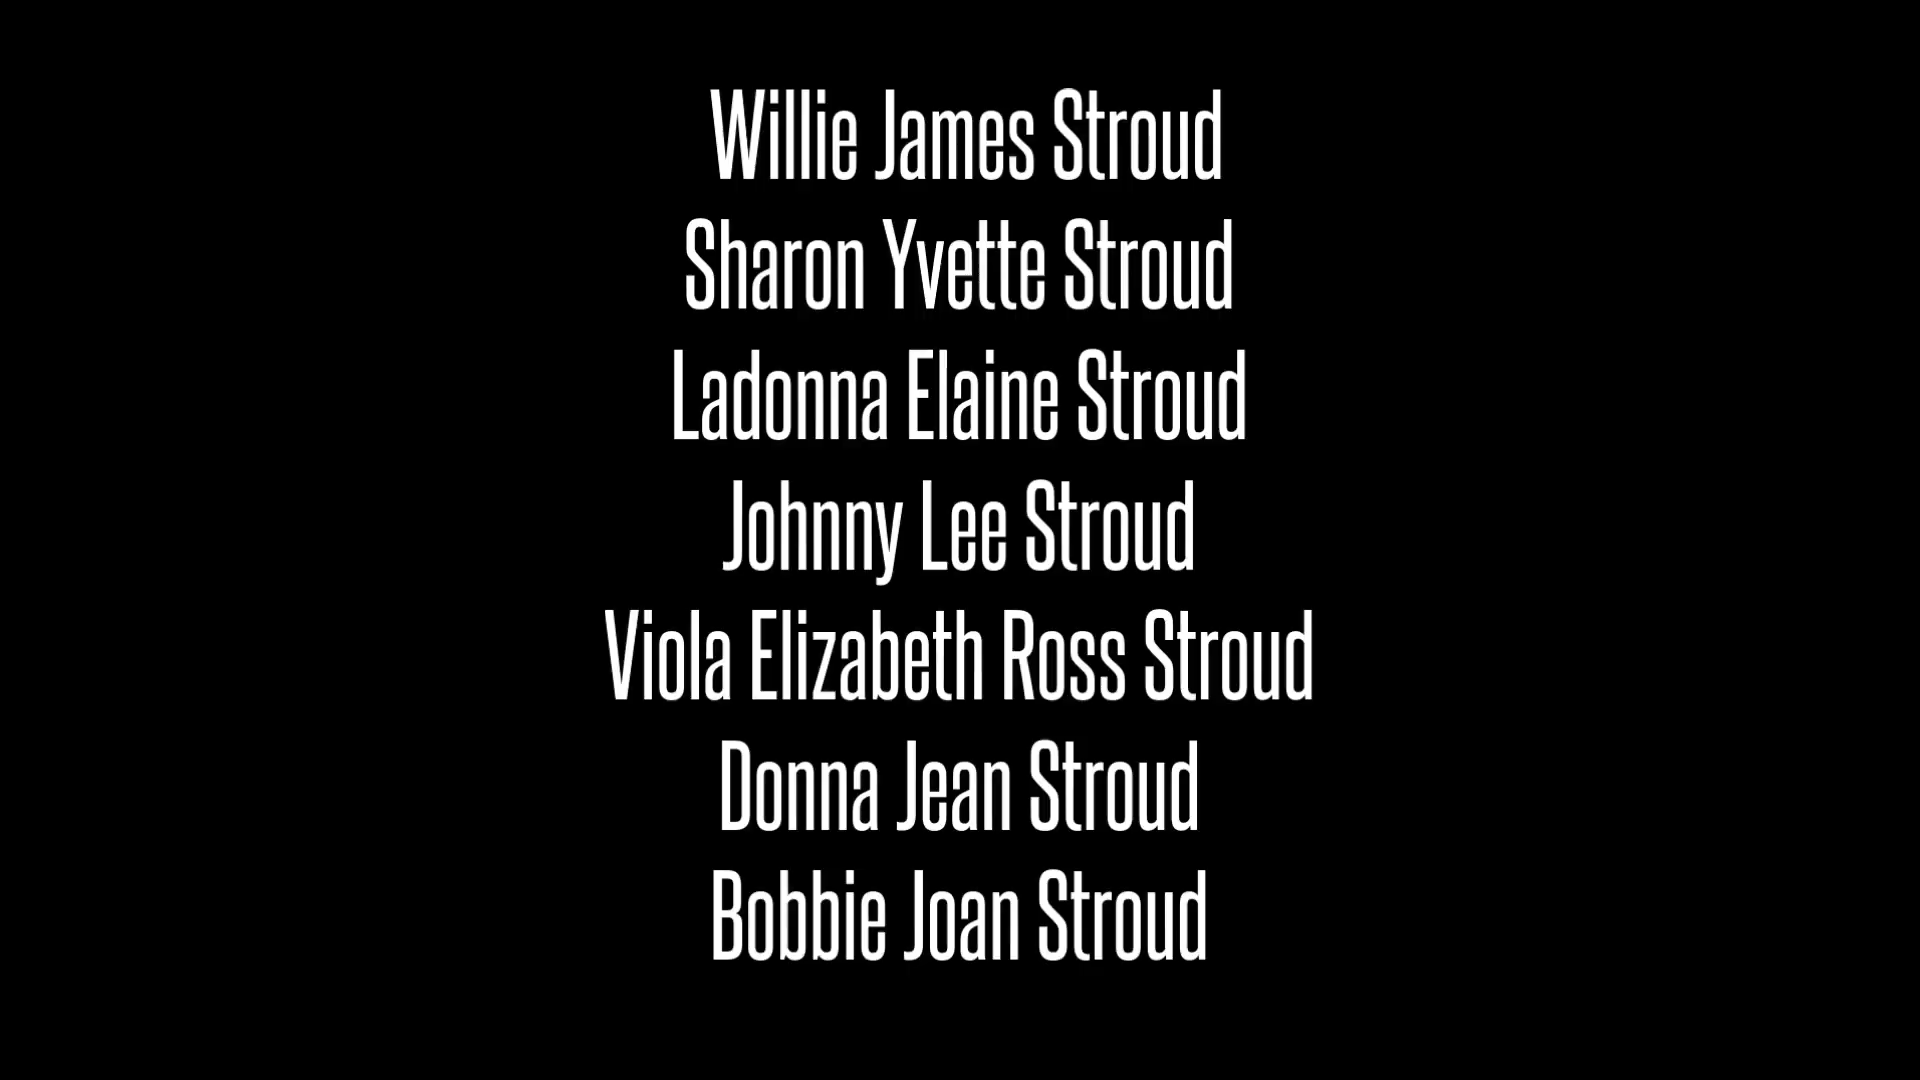 Willie James Stroud
Sharon Yvette Stroud
Ladonna Elaine Stroud
Johnny Lee Stroud
Viola Elizabeth Ross Stroud
Donna Jean Stroud
Bobbie Joan Stroud